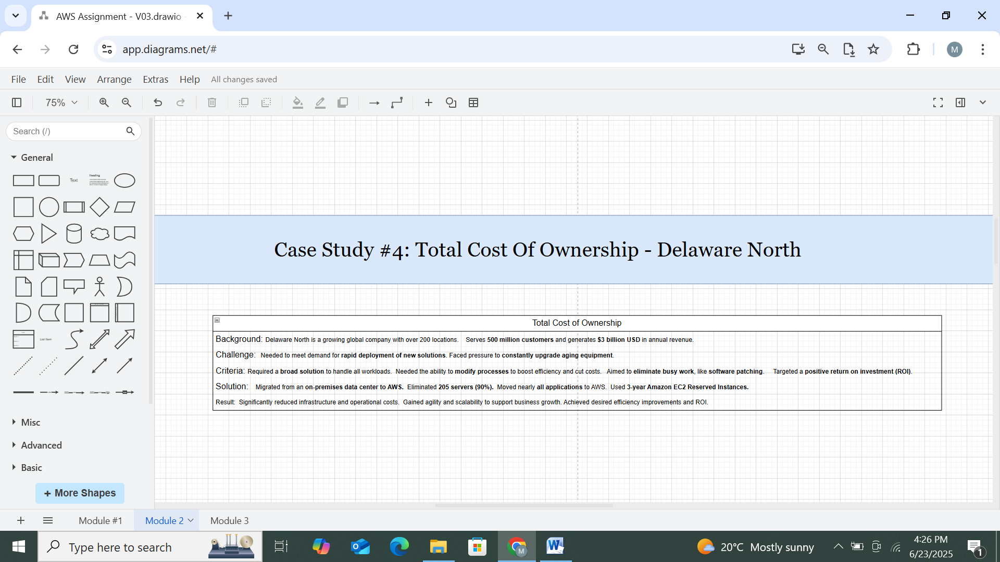 AWS Assignment - V03.drawio -
app.diagrams.net/#
M
File Edit View Arrange Extras Help All changes saved
75%
Search (/)
General
Text
Heading
List Item
Misc
Advanced
Basic
+ More Shapes
Case Study #4: Total Cost Of Ownership - Delaware North
Total Cost of Ownership
Background: Delaware North is a growing global company with over 200 locations. Serves 500 million customers and generates $3 billion USD in annual revenue.
Challenge: Needed to meet demand for rapid deployment of new solutions. Faced pressure to constantly upgrade aging equipment.
Criteria: Required a broad solution to handle all workloads. Needed the ability to modify processes to boost efficiency and cut costs. Aimed to eliminate busy work, like software patching. Targeted a positive return on investment (ROI).
Solution: Migrated from an on-premises data center to AWS. Eliminated 205 servers (90%). Moved nearly all applications to AWS. Used 3-year Amazon EC2 Reserved Instances.
Result: Significantly reduced infrastructure and operational costs. Gained agility and scalability to support business growth. Achieved desired efficiency improvements and ROI.
Module #1 Module 2 Module 3
Type here to search
20°C Mostly sunny
4:26 PM
6/23/2025
1